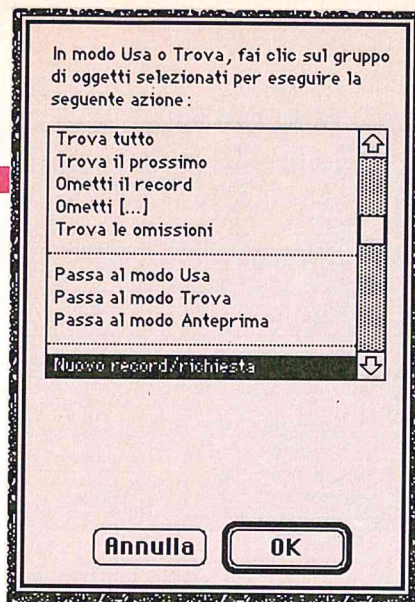 In modo Usa o Trova, fai clic sul gruppo
di oggetti selezionati per eseguire la
seguente azione:
Trova tutto
Trova il prossimo
Ometti il record
Ometti [...]
Trova le omissioni
Passa al modo Usa
Passa al modo Trova
Passa al modo Anteprima
Nuovo record/richiesta
Annulla
OK